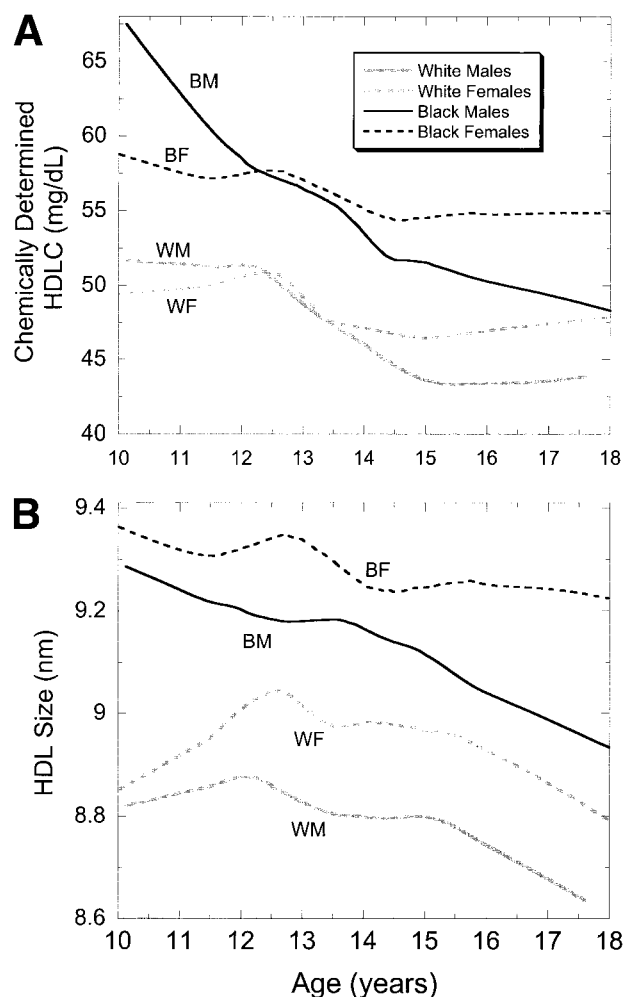 A
Chemically Determined
HDLC (mg/dL)
65
60
55
50
45
40
BM
BF
WM
WF
White Males
White Females
Black Males
Black Females
10 11 12 13 14 15 16 17 18
B
HDL Size (nm)
9.4
9.2
9
8.8
8.6
BF
BM
WF
WM
10 11 12 13 14 15 16 17 18
Age (years)